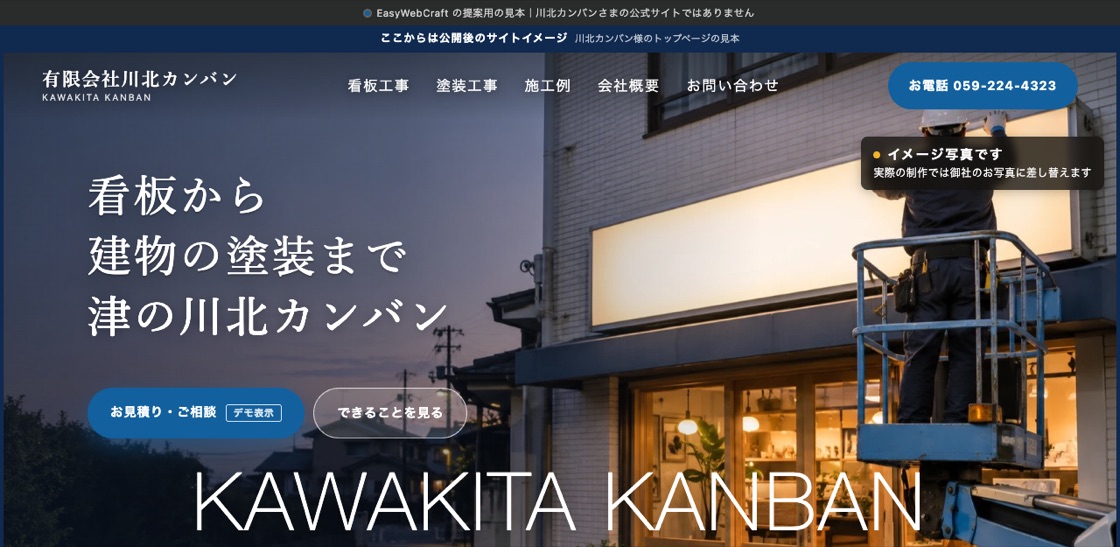 EasyWebCraft の提案用の見本｜川北カンバンさまの公式サイトではありません
ここからは公開後のサイトイメージ 川北カンバン様のトップページの見本
有限会社川北カンバン
KAWAKITA KANBAN
看板工事 塗装工事 施工例 会社概要 お問い合わせ
お電話 059-224-4323
イメージ写真です
実際の制作では御社のお写真に差し替えます
看板から
建物の塗装まで
津の川北カンバン
お見積り・ご相談 デモ表示
できることを見る
KAWAKITA KANBAN